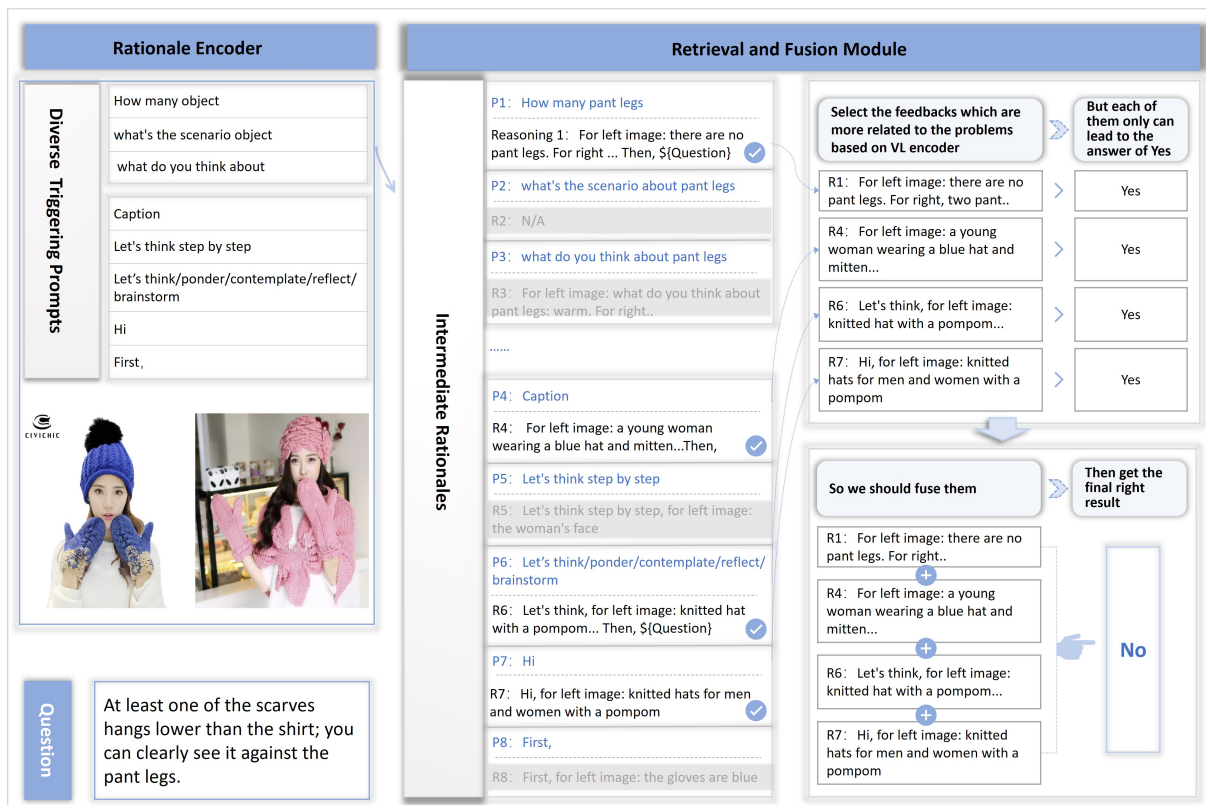 Rationale Encoder
Diverse Triggering Prompts
How many object
what's the scenario object
what do you think about
Caption
Let's think step by step
Let's think/ponder/contemplate/reflect/
brainstorm
Hi
First,
CIVICHIC
Question
At least one of the scarves
hangs lower than the shirt; you
can clearly see it against the
pant legs.
Retrieval and Fusion Module
Intermediate Rationales
P1: How many pant legs
Reasoning 1: For left image: there are no
pant legs. For right ... Then, ${Question}
P2: what's the scenario about pant legs
R2: N/A
P3: what do you think about pant legs
R3: For left image: what do you think about
pant legs: warm. For right..
......
P4: Caption
R4: For left image: a young woman
wearing a blue hat and mitten...Then,
P5: Let's think step by step
R5: Let's think step by step, for left image:
the woman's face
P6: Let's think/ponder/contemplate/reflect/
brainstorm
R6: Let's think, for left image: knitted hat
with a pompom... Then, ${Question}
P7: Hi
R7: Hi, for left image: knitted hats for men
and women with a pompom
P8: First,
R8: First, for left image: the gloves are blue
Select the feedbacks which are
more related to the problems
based on VL encoder
But each of
them only can
lead to the
answer of Yes
R1: For left image: there are no
pant legs. For right, two pant..
Yes
R4: For left image: a young
woman wearing a blue hat and
mitten...
Yes
R6: Let's think, for left image:
knitted hat with a pompom...
Yes
R7: Hi, for left image: knitted
hats for men and women with a
pompom
Yes
So we should fuse them
Then get the
final right
result
R1: For left image: there are no
pant legs. For right..
R4: For left image: a young
woman wearing a blue hat and
mitten...
R6: Let's think, for left image:
knitted hat with a pompom...
R7: Hi, for left image: knitted
hats for men and women with a
pompom
No